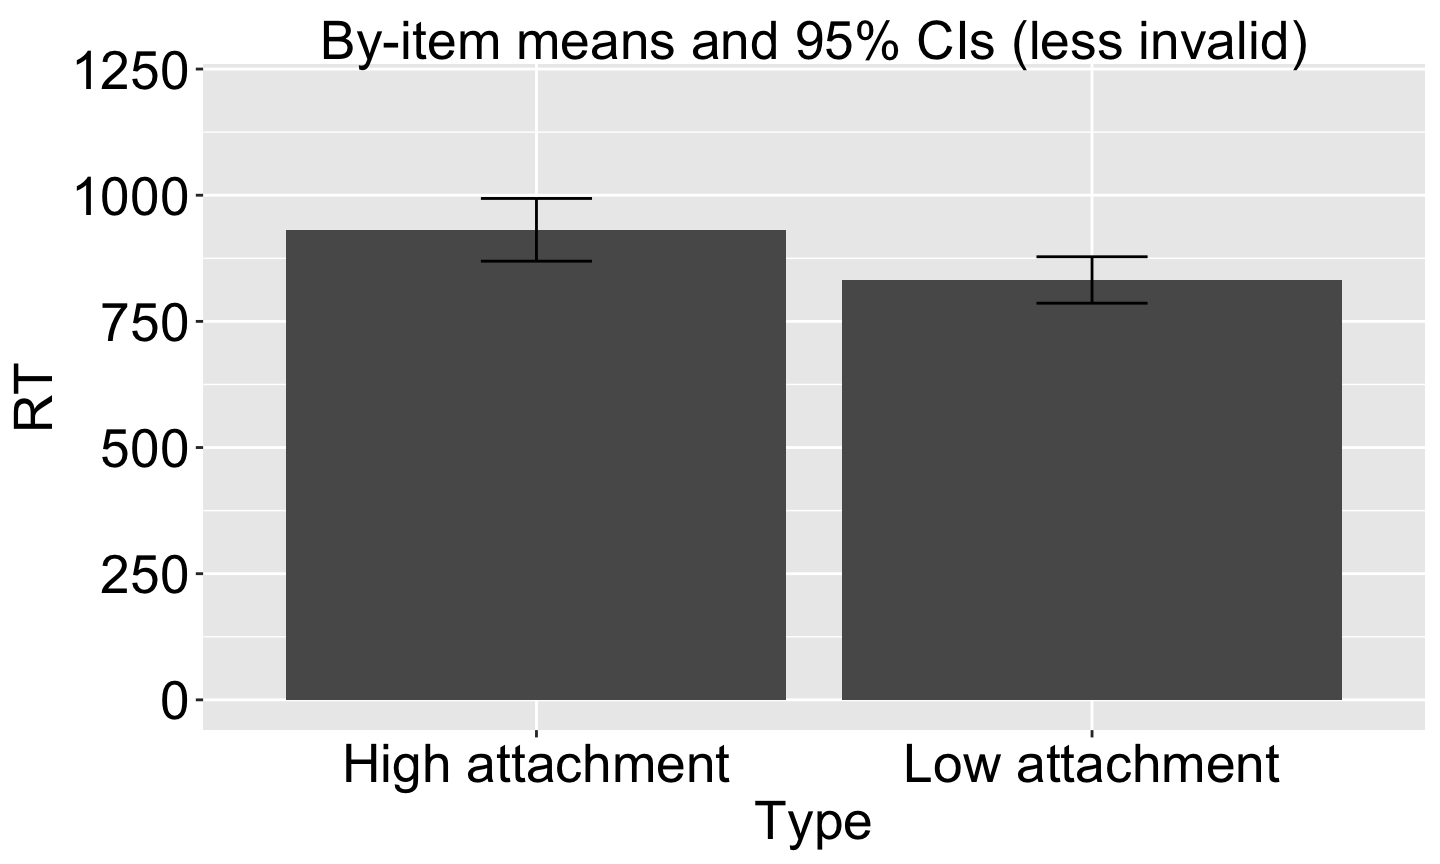 By-item means and 95% CIs (less invalid)
1250
1000
750
500
250
0
RT
High attachment
Low attachment
Type